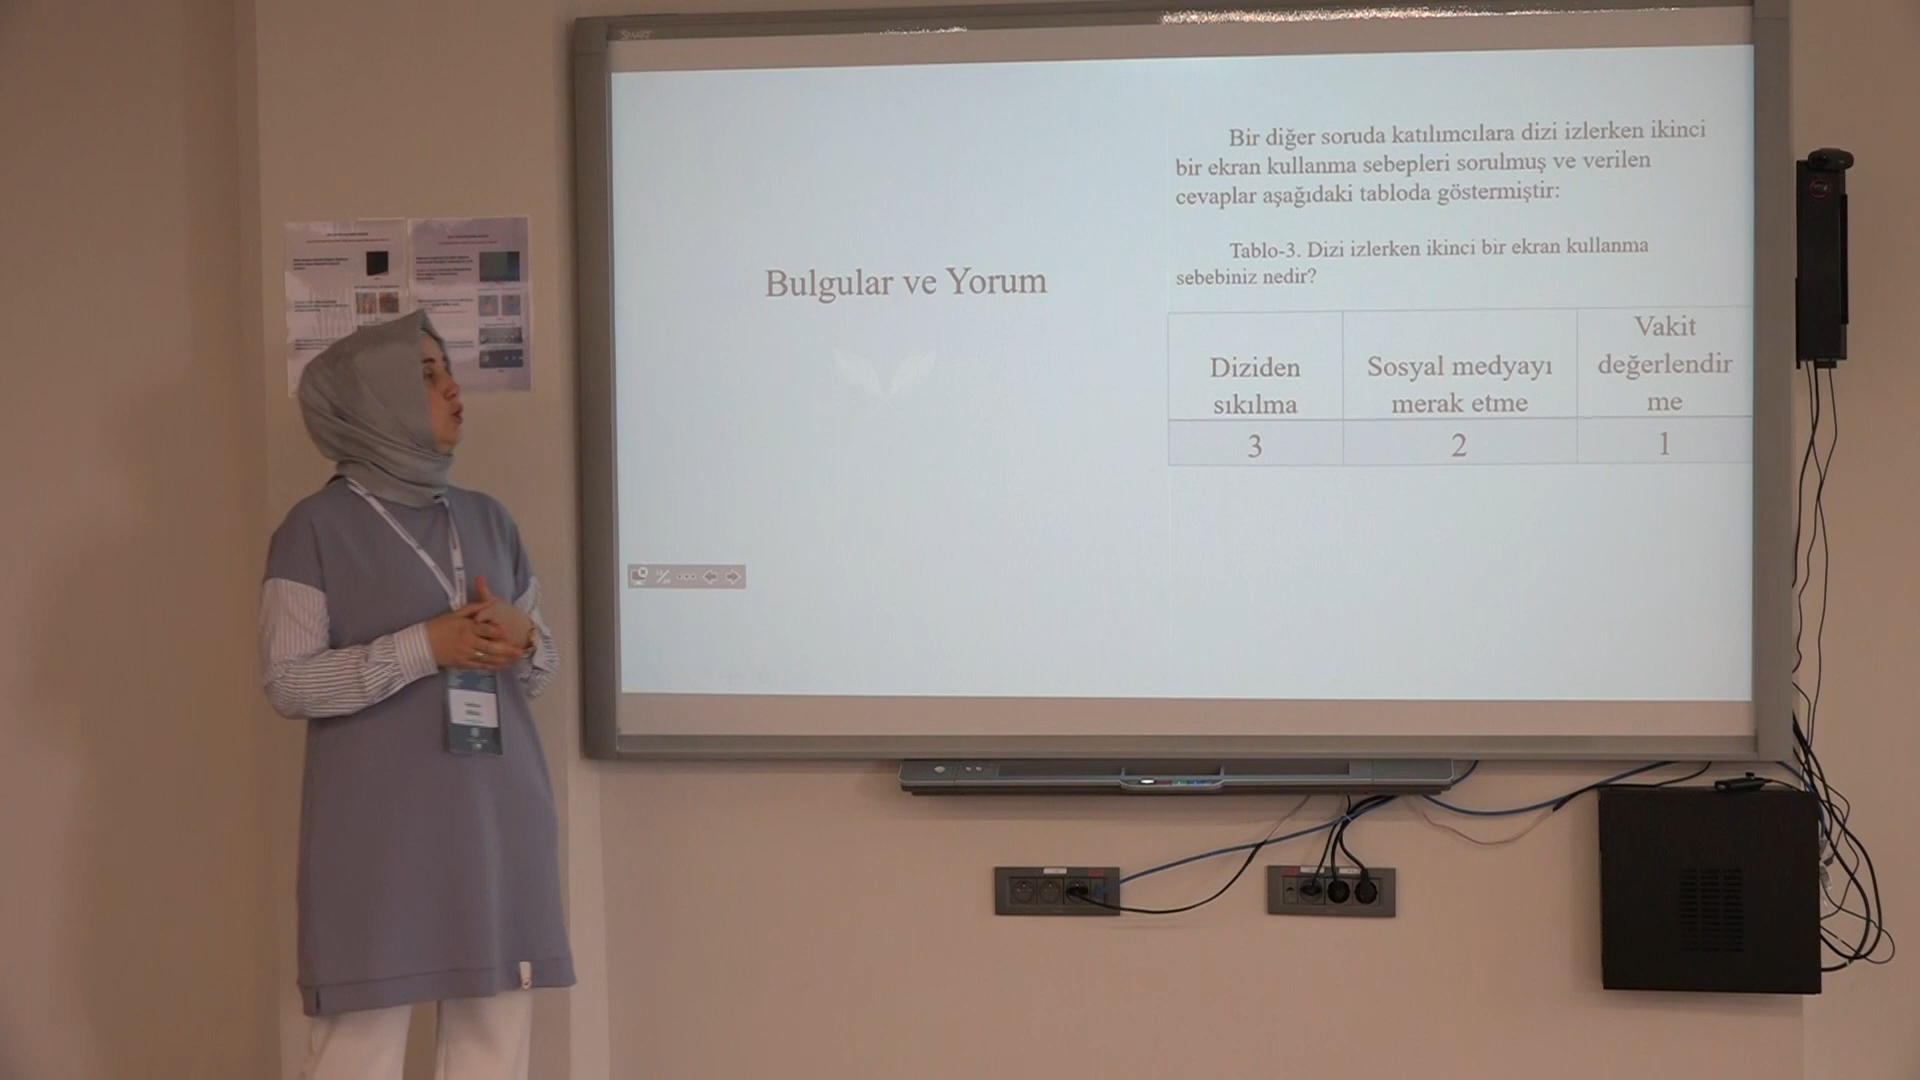 SMART
Bulgular ve Yorum
Bir diğer soruda katılımcılara dizi izlerken ikinci
bir ekran kullanma sebepleri sorulmuş ve verilen
cevaplar aşağıdaki tabloda göstermiştir:
Tablo-3. Dizi izlerken ikinci bir ekran kullanma
sebebiniz nedir?
Diziden
sıkılma
Sosyal medyayı
merak etme
Vakit
değerlendir
me
3
2
1